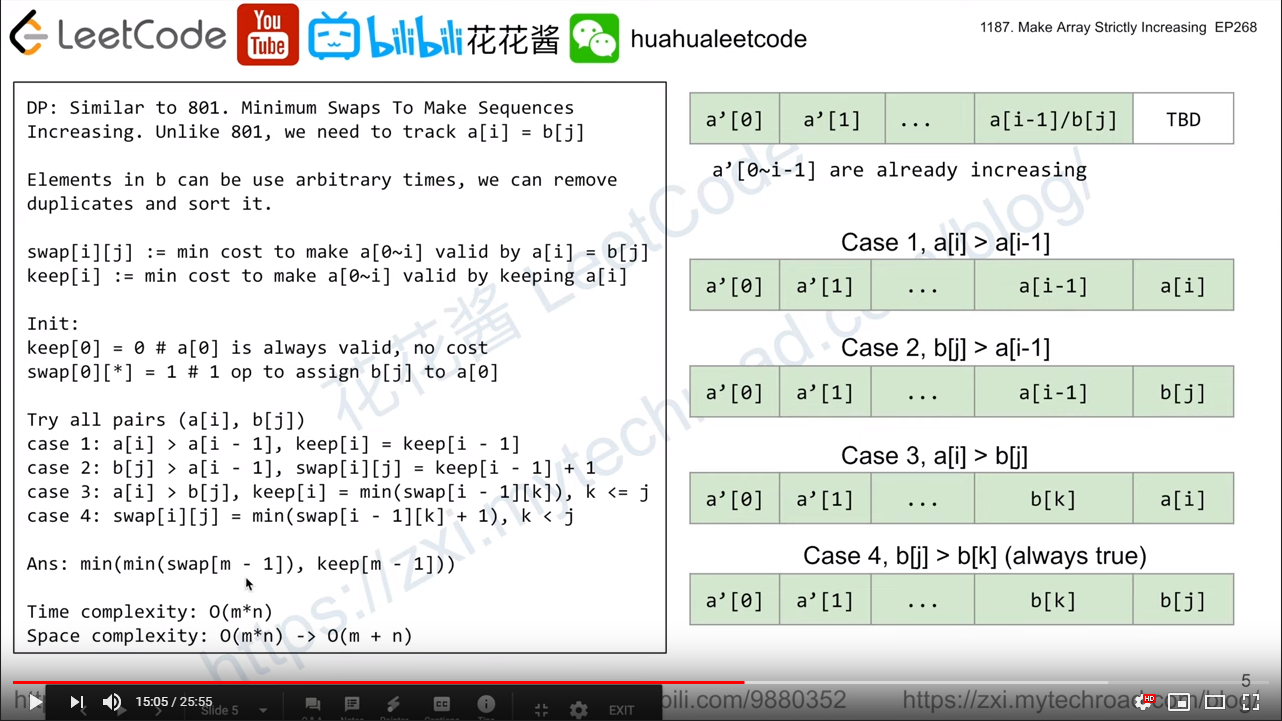 LeetCode You Tube bilibili 花花酱 huahualeetcode
1187. Make Array Strictly Increasing EP268
DP: Similar to 801. Minimum Swaps To Make Sequences
Increasing. Unlike 801, we need to track a[i] = b[j]
Elements in b can be use arbitrary times, we can remove
duplicates and sort it.
swap[i][j] := min cost to make a[0~i] valid by a[i] = b[j]
keep[i] := min cost to make a[0~i] valid by keeping a[i]
Init:
keep[0] = 0 # a[0] is always valid, no cost
swap[0][*] = 1 # 1 op to assign b[j] to a[0]
Try all pairs (a[i], b[j])
case 1: a[i] > a[i - 1], keep[i] = keep[i - 1]
case 2: b[j] > a[i - 1], swap[i][j] = keep[i - 1] + 1
case 3: a[i] > b[j], keep[i] = min(swap[i - 1][k]), k <= j
case 4: swap[i][j] = min(swap[i - 1][k] + 1), k < j
Ans: min(min(swap[m - 1]), keep[m - 1]))
Time complexity: O(m*n)
Space complexity: O(m*n) -> O(m + n)
a’[0] a’[1] ... a[i-1]/b[j] TBD
a’[0~i-1] are already increasing
Case 1, a[i] > a[i-1]
a’[0] a’[1] ... a[i-1] a[i]
Case 2, b[j] > a[i-1]
a’[0] a’[1] ... a[i-1] b[j]
Case 3, a[i] > b[j]
a’[0] a’[1] ... b[k] a[i]
Case 4, b[j] > b[k] (always true)
a’[0] a’[1] ... b[k] b[j]
花花酱 LeetCode
https://zxi.mytechroad.com/blog/
5
15:05 / 25:55
Slide 5
EXIT
bili.com/9880352
https://zxi.mytechroad.com/blog/
HD